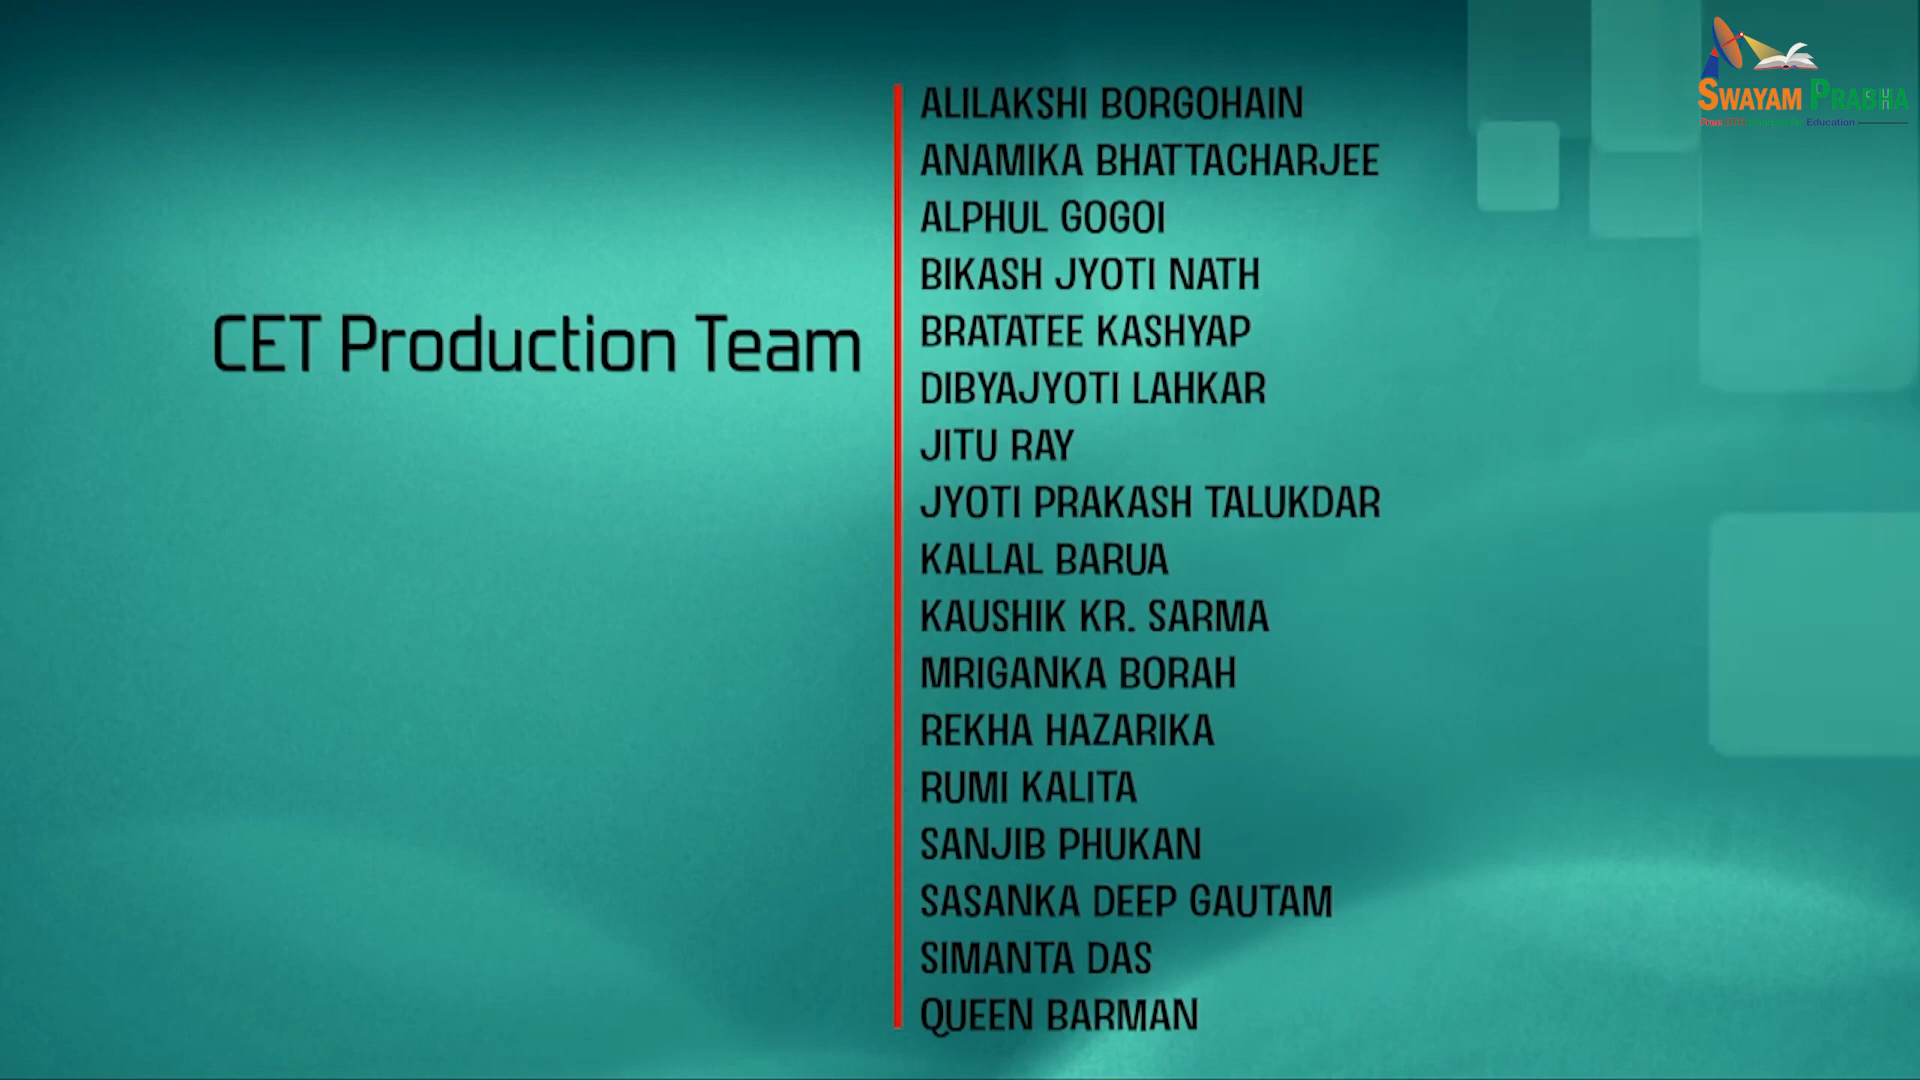 CET Production Team
ALILAKSHI BORGOHAIN
ANAMIKA BHATTACHARJEE
ALPHUL GOGOI
BIKASH JYOTI NATH
BRATATEE KASHYAP
DIBYAJYOTI LAHKAR
JITU RAY
JYOTI PRAKASH TALUKDAR
KALLAL BARUA
KAUSHIK KR. SARMA
MRIGANKA BORAH
REKHA HAZARIKA
RUMI KALITA
SANJIB PHUKAN
SASANKA DEEP GAUTAM
SIMANTA DAS
QUEEN BARMAN
SWAYAM PRABHA
Free Education